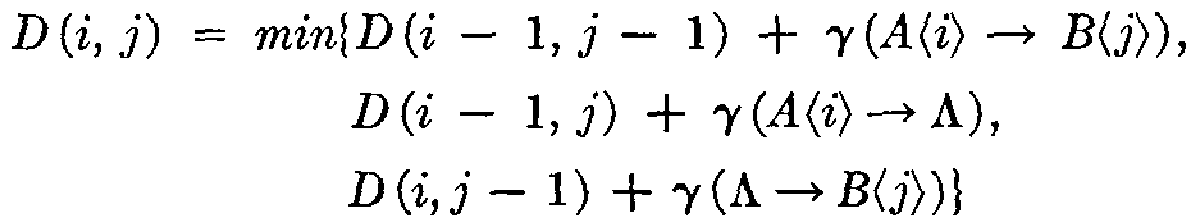 D(i, j) = min{D(i − 1, j − 1) + γ(A⟨i⟩ → B⟨j⟩),
D(i − 1, j) + γ(A⟨i⟩ → Λ),
D(i, j − 1) + γ(Λ → B⟨j⟩)}